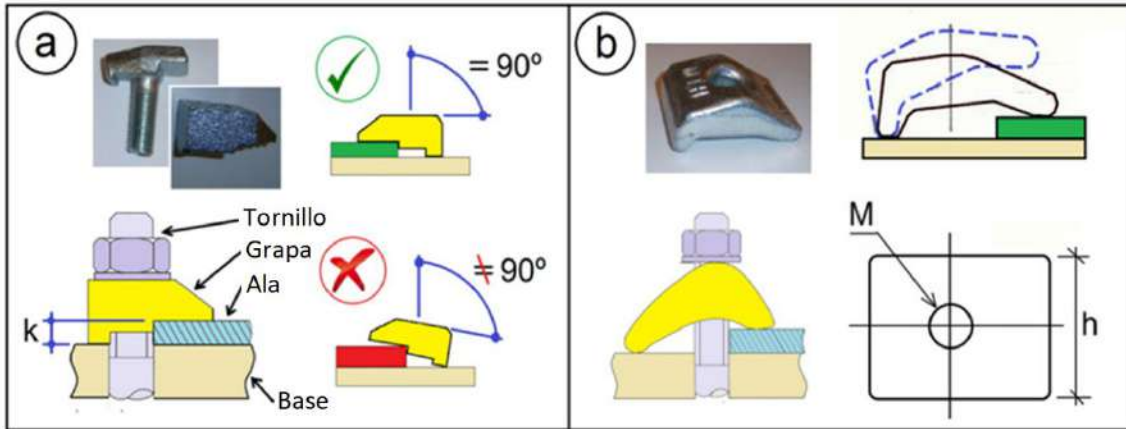 a
= 90º
Tornillo
Grapa
Ala
k
Base
≠ 90º
b
M
h